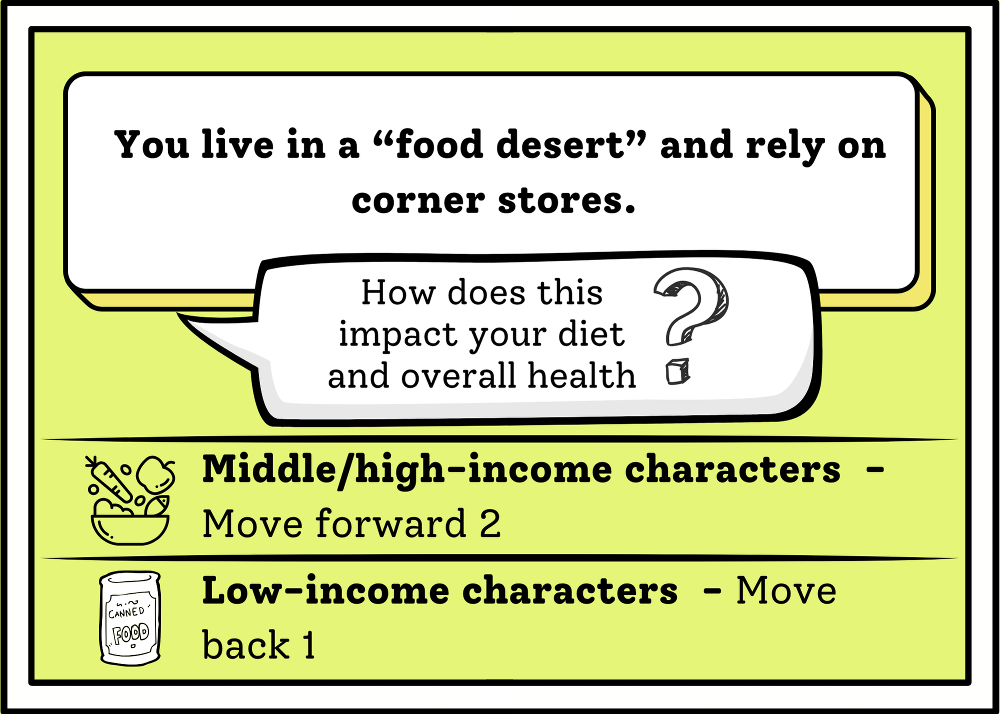 You live in a “food desert” and rely on
corner stores.
How does this
impact your diet
and overall health
?
Middle/high-income characters -
Move forward 2
Low-income characters - Move
back 1
CANNED
FOOD